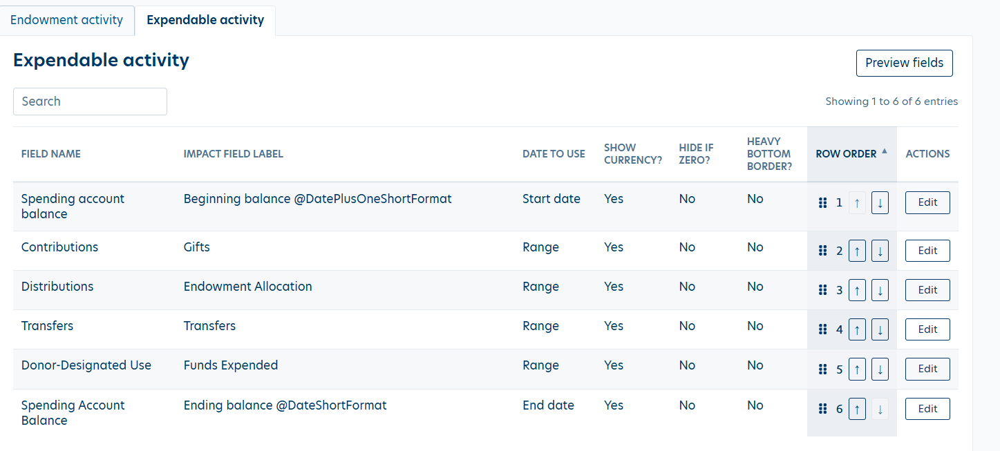 Endowment activity
Expendable activity
Expendable activity
Preview fields
Search
Showing 1 to 6 of 6 entries
FIELD NAME IMPACT FIELD LABEL DATE TO USE SHOW CURRENCY? HIDE IF ZERO? HEAVY BOTTOM BORDER? ROW ORDER ▲ ACTIONS
Spending account balance Beginning balance @DatePlusOneShortFormat Start date Yes No No 1 ↑ ↓ Edit
Contributions Gifts Range Yes No No 2 ↑ ↓ Edit
Distributions Endowment Allocation Range Yes No No 3 ↑ ↓ Edit
Transfers Transfers Range Yes No No 4 ↑ ↓ Edit
Donor-Designated Use Funds Expended Range Yes No No 5 ↑ ↓ Edit
Spending Account Balance Ending balance @DateShortFormat End date Yes No No 6 ↑ ↓ Edit